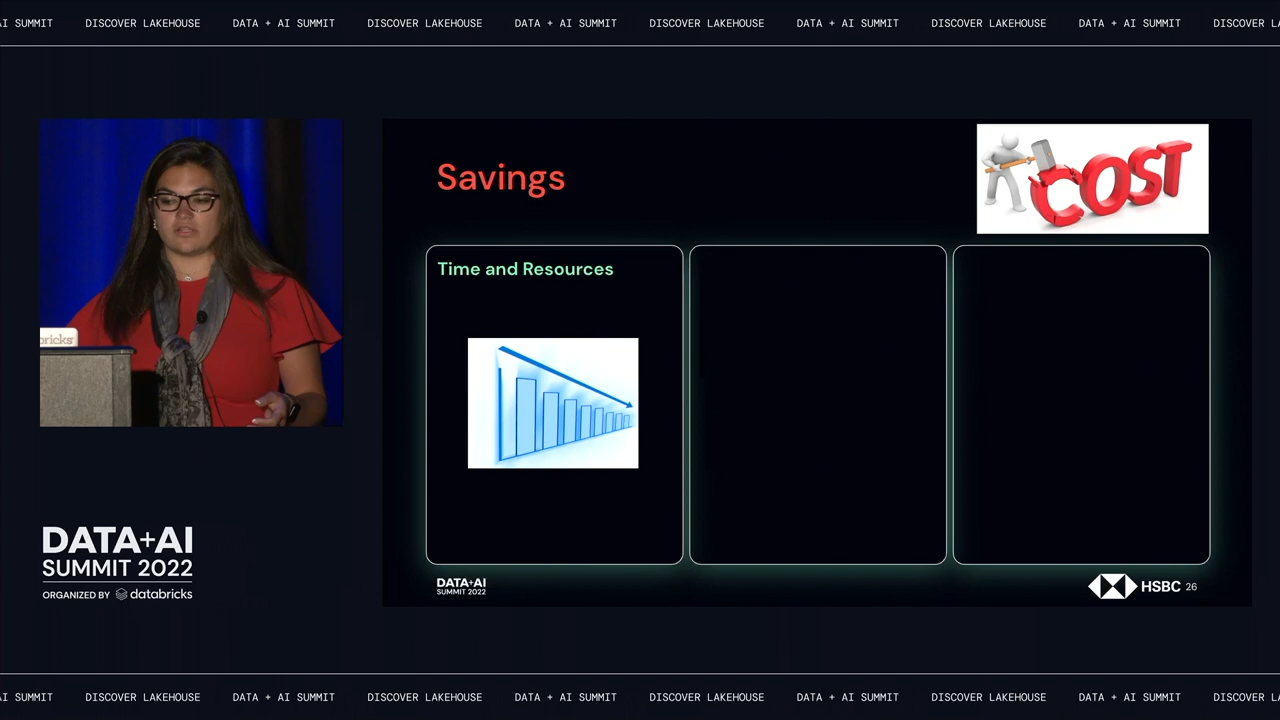 AI SUMMIT DISCOVER LAKEHOUSE DATA + AI SUMMIT DISCOVER LAKEHOUSE DATA + AI SUMMIT DISCOVER LAKEHOUSE DATA + AI SUMMIT DISCOVER LAKEHOUSE DATA + AI SUMMIT DISCOVER
Savings
COST
Time and Resources
bricks
DATA+AI
SUMMIT 2022
ORGANIZED BY databricks
DATA+AI
SUMMIT 2022
HSBC 26
AI SUMMIT DISCOVER LAKEHOUSE DATA + AI SUMMIT DISCOVER LAKEHOUSE DATA + AI SUMMIT DISCOVER LAKEHOUSE DATA + AI SUMMIT DISCOVER LAKEHOUSE DATA + AI SUMMIT DISCOVER